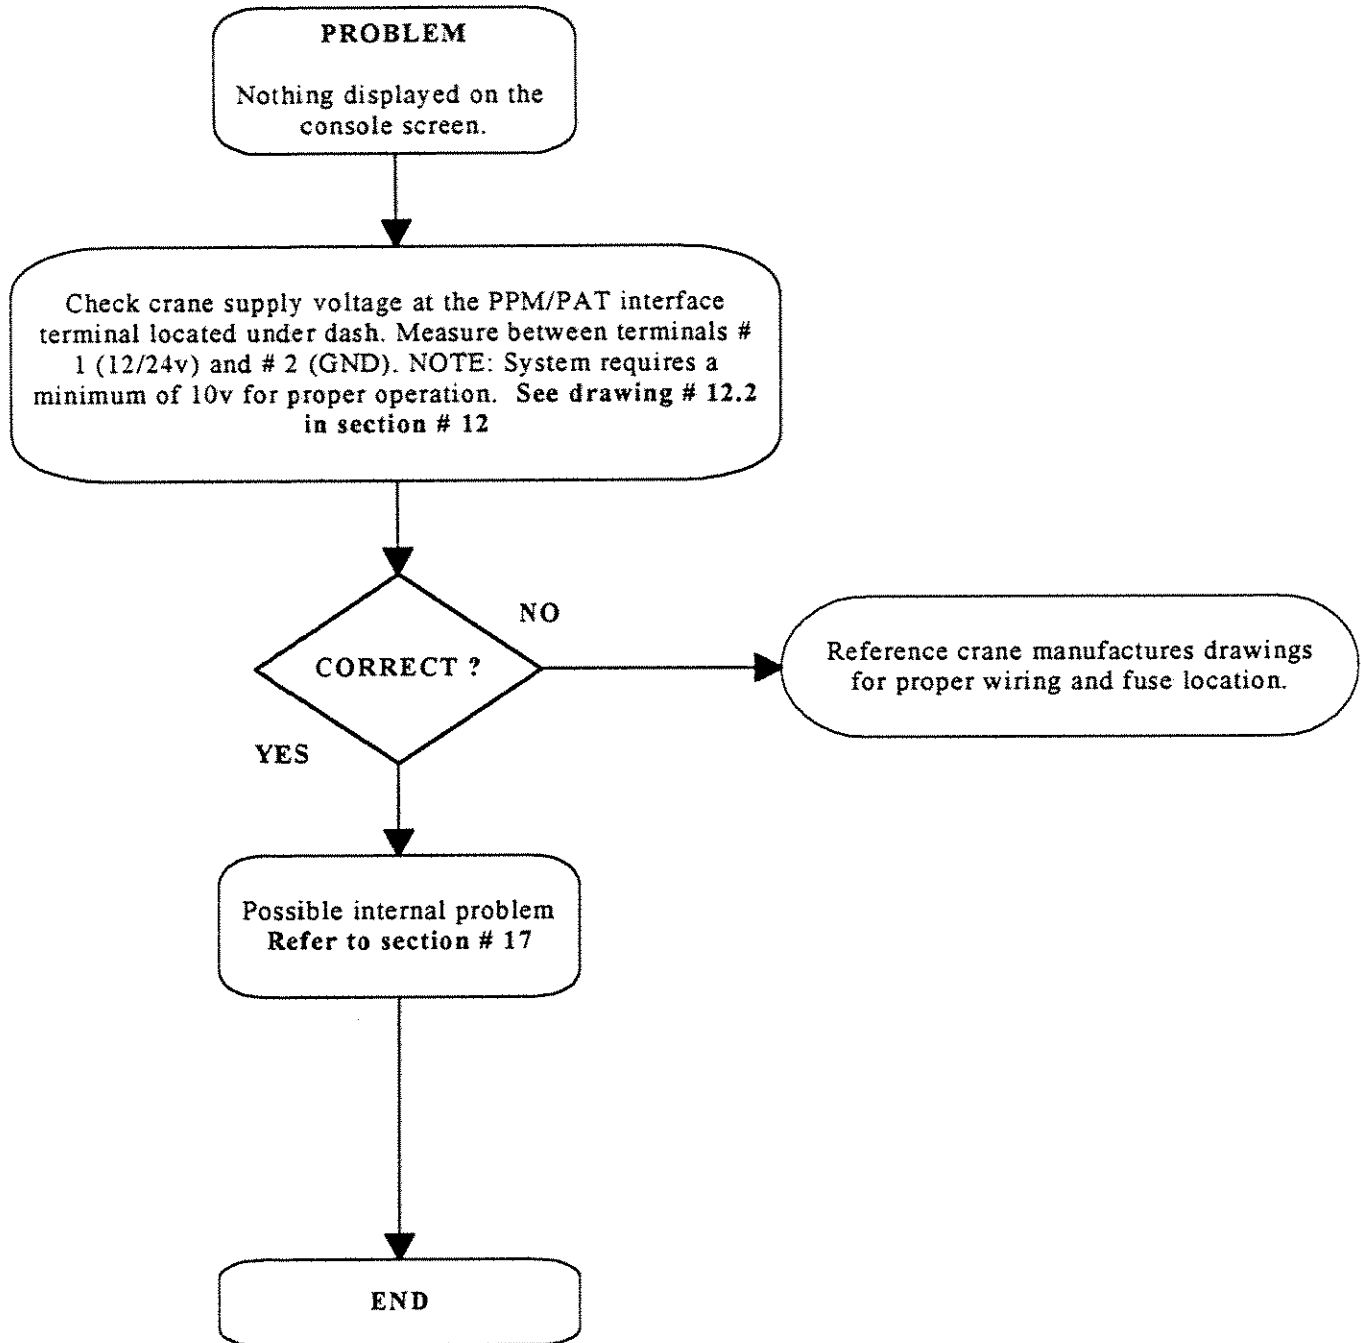 PROBLEM
Nothing displayed on the
console screen.
Check crane supply voltage at the PPM/PAT interface
terminal located under dash. Measure between terminals #
1 (12/24v) and # 2 (GND). NOTE: System requires a
minimum of 10v for proper operation. See drawing # 12.2
in section # 12
NO
CORRECT ?
Reference crane manufactures drawings
for proper wiring and fuse location.
YES
Possible internal problem
Refer to section # 17
END